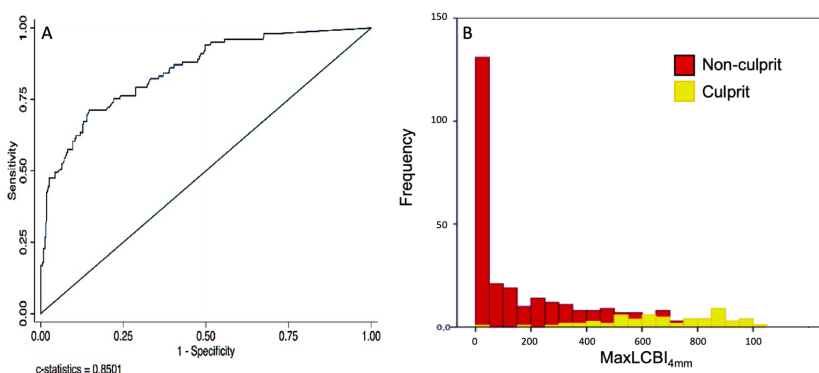 A
1.00
0.75
0.50
0.25
0.00
Sensitivity
0.00 0.25 0.50 0.75 1.00
1 - Specificity
c-statistics = 0.8501
B
150
100
50
0,0
Frequency
Non-culprit
Culprit
0 200 400 600 800 100
MaxLCBI4mm